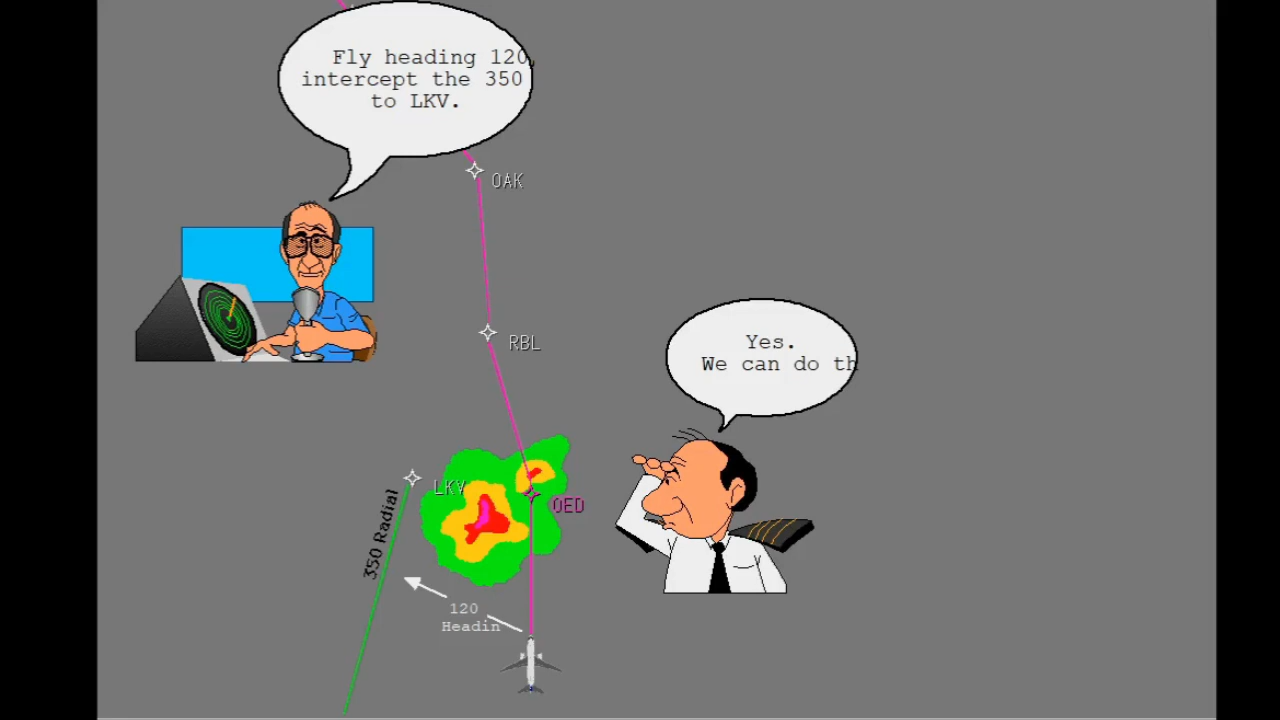 Fly heading 120,
intercept the 350
to LKV.
OAK
RBL
Yes.
We can do th
LKV
OED
350 Radial
120
Headin